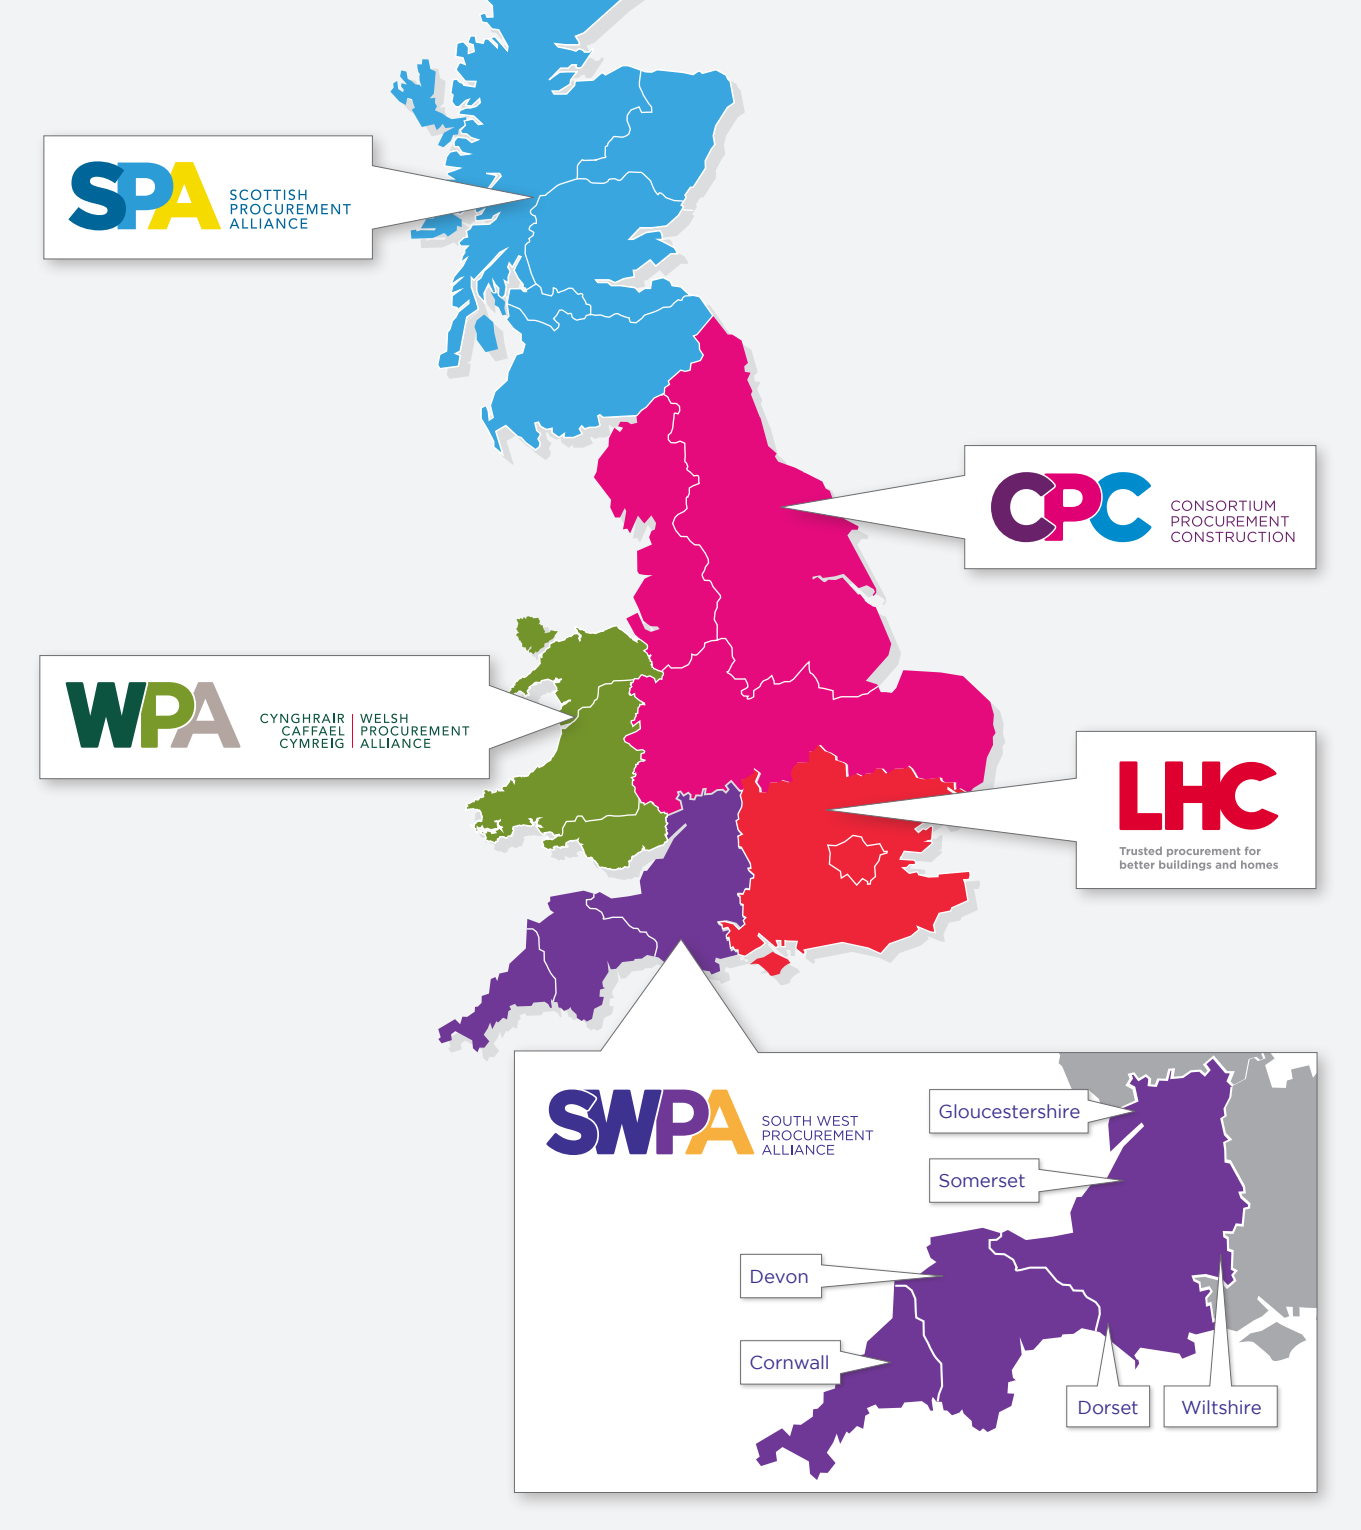 SPA
SCOTTISH
PROCUREMENT
ALLIANCE
CPC
CONSORTIUM
PROCUREMENT
CONSTRUCTION
WPA
CYNGHRAIR
CAFFAEL
CYMREIG
WELSH
PROCUREMENT
ALLIANCE
LHC
Trusted procurement for
better buildings and homes
SWPA
SOUTH WEST
PROCUREMENT
ALLIANCE
Gloucestershire
Somerset
Devon
Cornwall
Dorset
Wiltshire